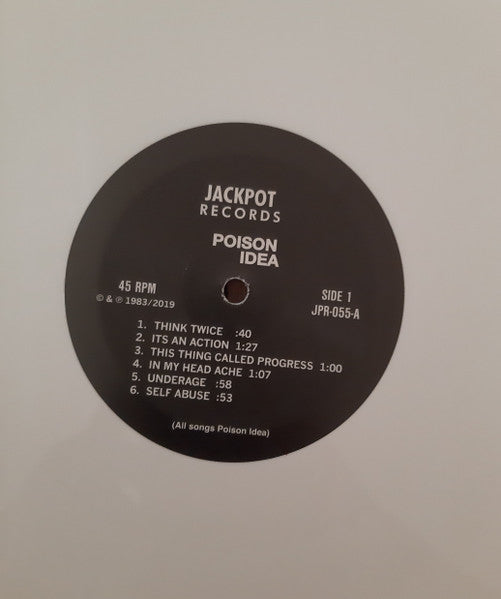 JACKPOT
RECORDS
POISON
IDEA
45 RPM
© & ℗ 1983/2019
SIDE 1
JPR-055-A
1. THINK TWICE :40
2. ITS AN ACTION 1:27
3. THIS THING CALLED PROGRESS 1:00
4. IN MY HEAD ACHE 1:07
5. UNDERAGE :58
6. SELF ABUSE :53
(All songs Poison Idea)